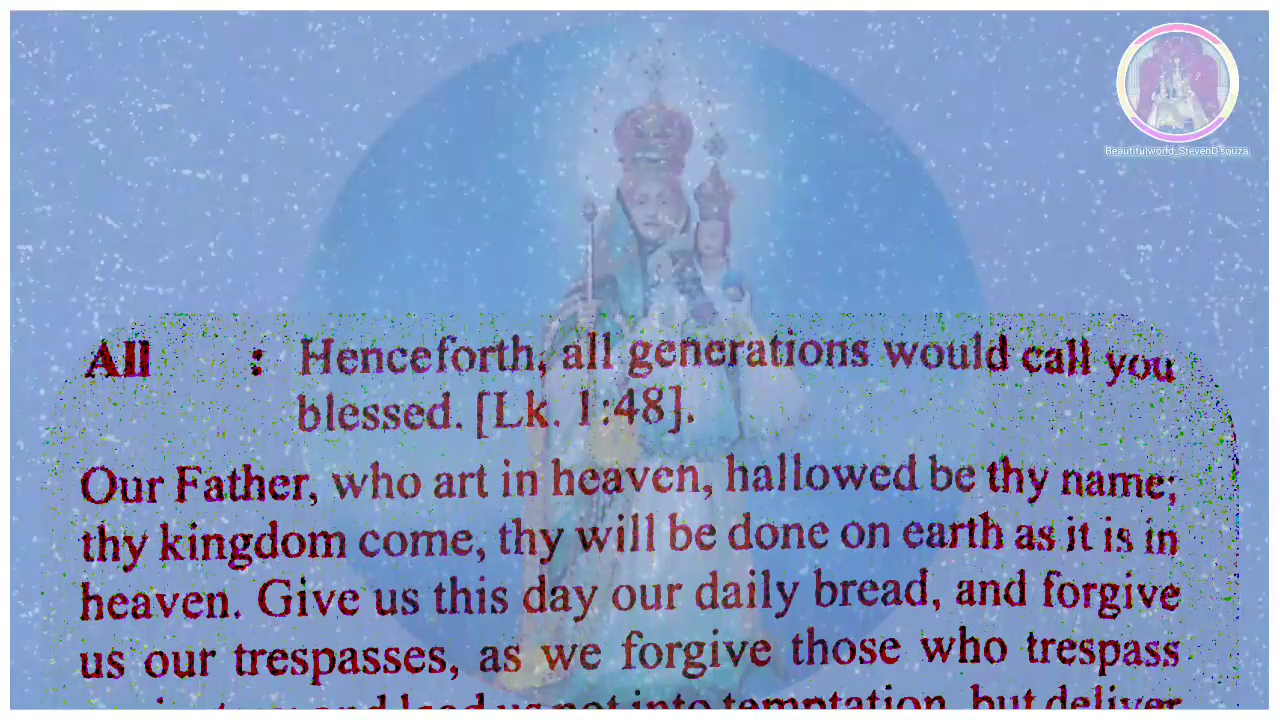 Beautifulworld_StevenD'souza
All : Henceforth, all generations would call you
blessed. [Lk. 1:48].
Our Father, who art in heaven, hallowed be thy name;
thy kingdom come, thy will be done on earth as it is in
heaven. Give us this day our daily bread, and forgive
us our trespasses, as we forgive those who trespass
and lead us not into temptation, but deliver